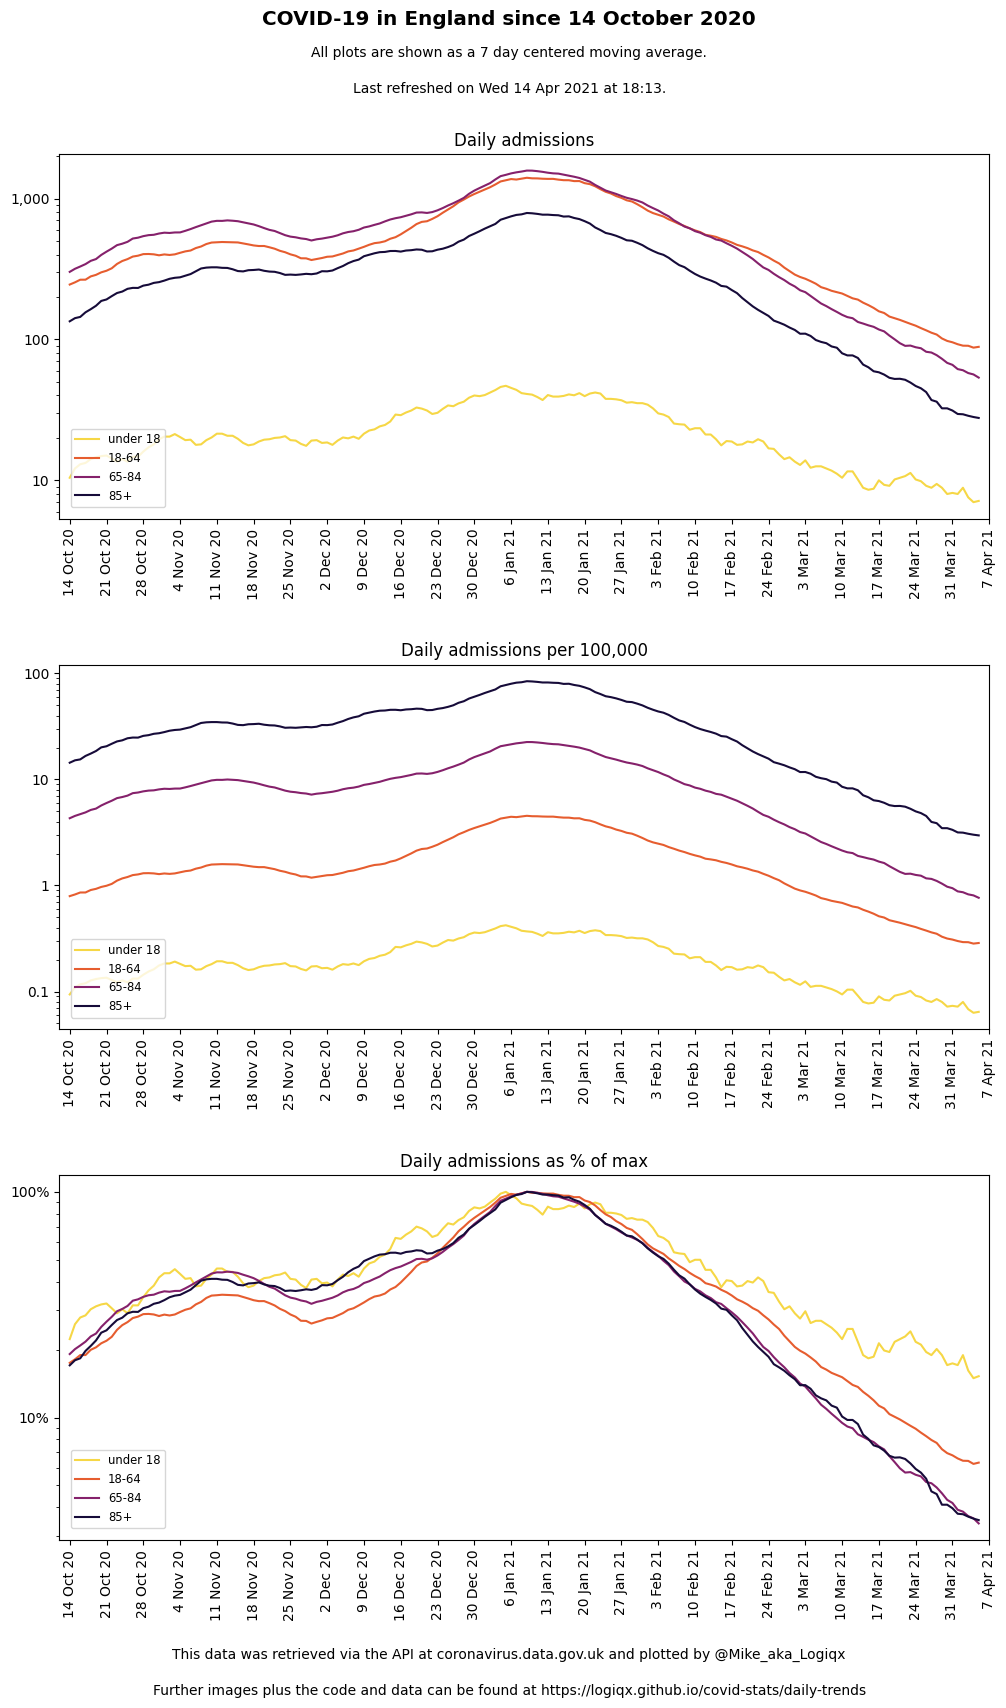 COVID-19 in England since 14 October 2020
All plots are shown as a 7 day centered moving average.
Last refreshed on Wed 14 Apr 2021 at 18:13.
Daily admissions
1,000
100
10
under 18
18-64
65-84
85+
14 Oct 20
21 Oct 20
28 Oct 20
4 Nov 20
11 Nov 20
18 Nov 20
25 Nov 20
2 Dec 20
9 Dec 20
16 Dec 20
23 Dec 20
30 Dec 20
6 Jan 21
13 Jan 21
20 Jan 21
27 Jan 21
3 Feb 21
10 Feb 21
17 Feb 21
24 Feb 21
3 Mar 21
10 Mar 21
17 Mar 21
24 Mar 21
31 Mar 21
7 Apr 21
Daily admissions per 100,000
100
10
1
0.1
under 18
18-64
65-84
85+
14 Oct 20
21 Oct 20
28 Oct 20
4 Nov 20
11 Nov 20
18 Nov 20
25 Nov 20
2 Dec 20
9 Dec 20
16 Dec 20
23 Dec 20
30 Dec 20
6 Jan 21
13 Jan 21
20 Jan 21
27 Jan 21
3 Feb 21
10 Feb 21
17 Feb 21
24 Feb 21
3 Mar 21
10 Mar 21
17 Mar 21
24 Mar 21
31 Mar 21
7 Apr 21
Daily admissions as % of max
100%
10%
under 18
18-64
65-84
85+
14 Oct 20
21 Oct 20
28 Oct 20
4 Nov 20
11 Nov 20
18 Nov 20
25 Nov 20
2 Dec 20
9 Dec 20
16 Dec 20
23 Dec 20
30 Dec 20
6 Jan 21
13 Jan 21
20 Jan 21
27 Jan 21
3 Feb 21
10 Feb 21
17 Feb 21
24 Feb 21
3 Mar 21
10 Mar 21
17 Mar 21
24 Mar 21
31 Mar 21
7 Apr 21
This data was retrieved via the API at coronavirus.data.gov.uk and plotted by @Mike_aka_Logiqx
Further images plus the code and data can be found at https://logiqx.github.io/covid-stats/daily-trends